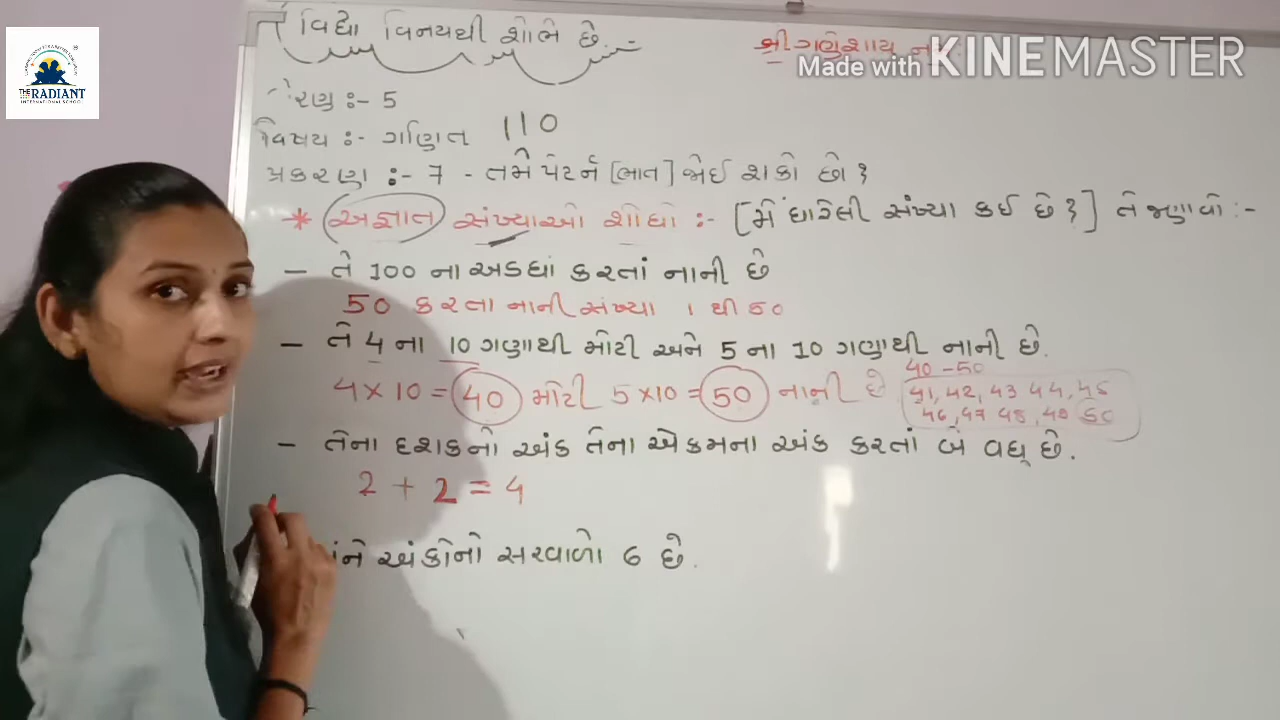 વિદ્યા વિનયથી શોભે છે.
શ્રી ગણેશાય
Made with KINEMASTER
THE RADIANT
INTERNATIONAL SCHOOL
ધોરણ :- 5
વિષય :- ગણિત 110
પ્રકરણ :- 7 - તમે પેટર્ન [ભાત] જોઈ શકો છો?
* અજ્ઞાત સંખ્યાઓ શોધો :- [મેં ધારેલી સંખ્યા કઈ છે?] તે જણાવો :-
- તે 100 ના અડધા કરતાં નાની છે
50 કરતા નાની સંખ્યા 1 થી 50
- તે 4 ના 10 ગણાથી મોટી અને 5 ના 10 ગણાથી નાની છે.
40 - 50
4 × 10 = 40 મોટી 5 × 10 = 50 નાની છે
41, 42, 43 44, 45
46, 47 48, 49 50
- તેના દશકનો અંક તેના એકમના અંક કરતાં બે વધુ છે.
2 + 2 = 4
અંકોનો સરવાળો ૬ છે.